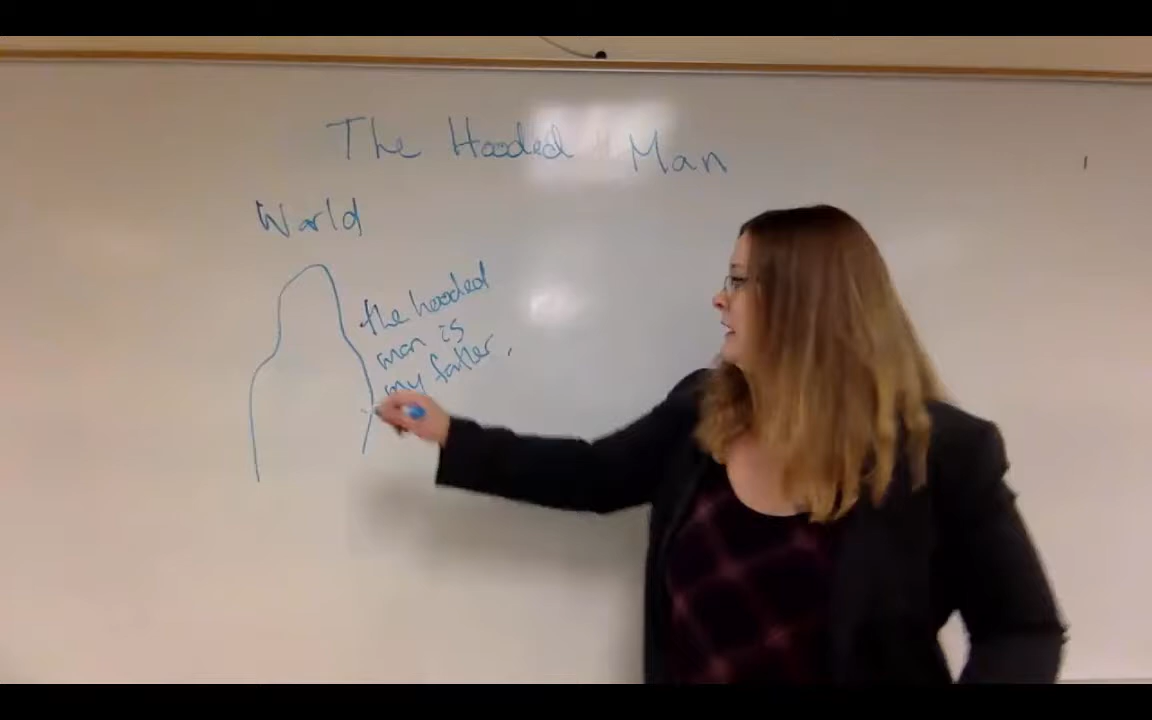 The Hooded Man
World
the hooded
man is
my father.